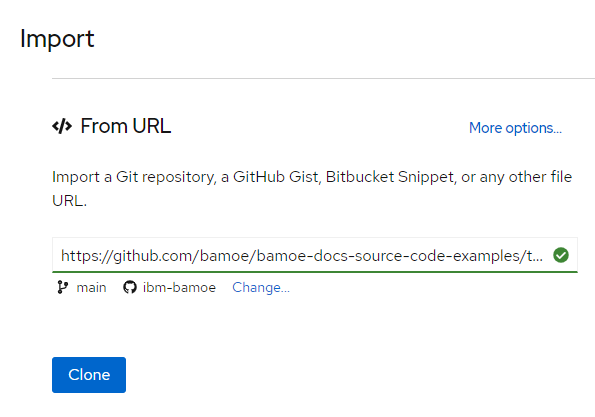 Import
From URL
More options...
Import a Git repository, a GitHub Gist, Bitbucket Snippet, or any other file
URL.
https://github.com/bamoe/bamoe-docs-source-code-examples/t...
main
ibm-bamoe
Change...
Clone